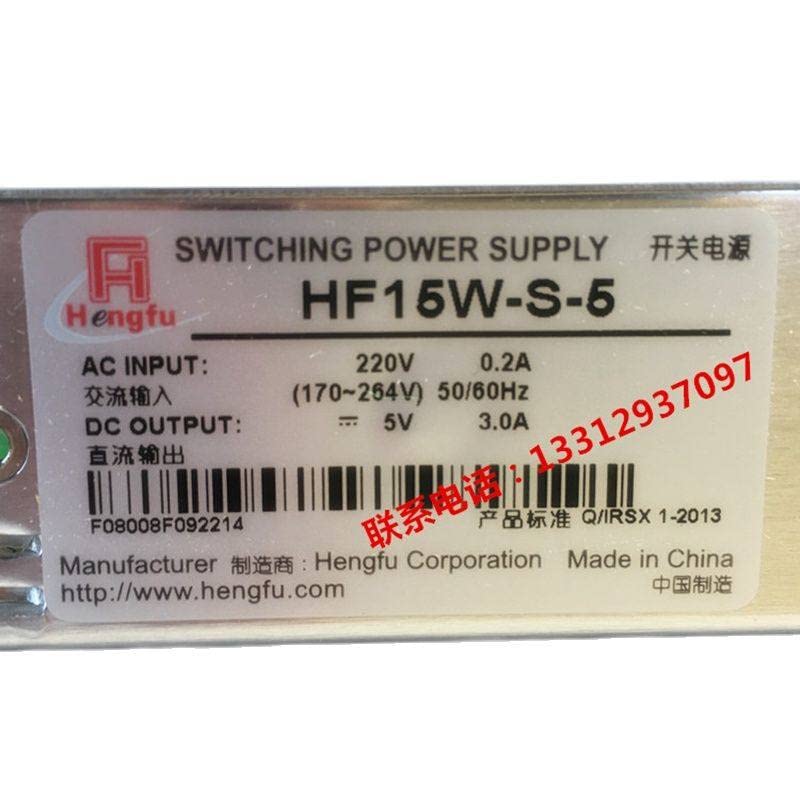 SWITCHING POWER SUPPLY 开关电源
Hengfu
HF15W-S-5
AC INPUT: 220V 0.2A
交流输入 (170~264V) 50/60Hz
DC OUTPUT: ⎓ 5V 3.0A
直流输出
联系电话：13312937097
F08008F092214 产品标准 Q/IRSX 1-2013
Manufacturer 制造商：Hengfu Corporation Made in China
http://www.hengfu.com 中国制造